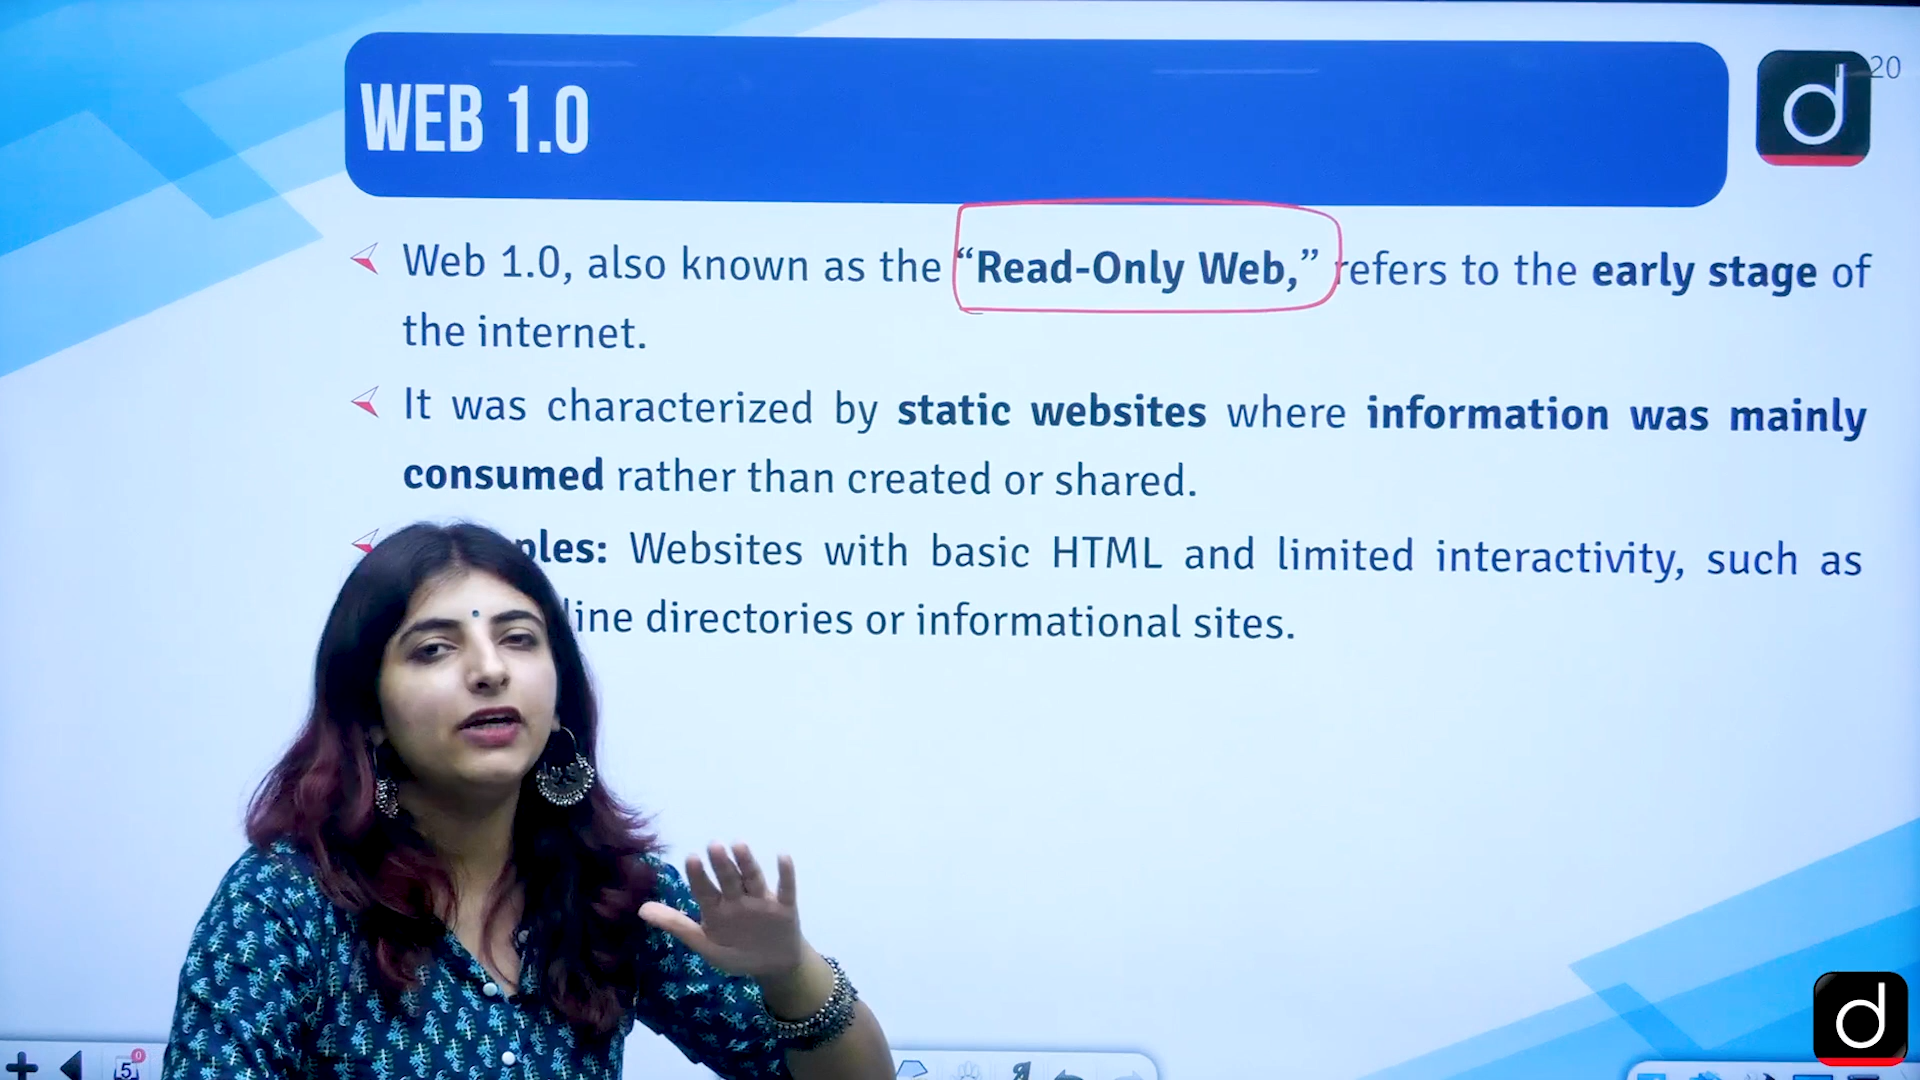 WEB 1.0
d
20
Web 1.0, also known as the “Read-Only Web,” refers to the early stage of
the internet.
It was characterized by static websites where information was mainly
consumed rather than created or shared.
Websites with basic HTML and limited interactivity, such as
directories or informational sites.
5
0
d